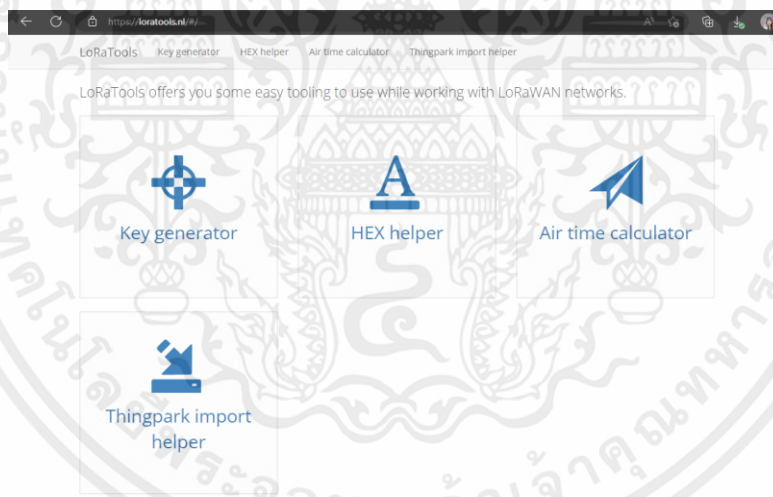 https://loratools.nl/#/
LoRaTools Key generator HEX helper Air time calculator Thingpark import helper
LoRaTools offers you some easy tooling to use while working with LoRaWAN networks.
Key generator
HEX helper
Air time calculator
Thingpark import
helper